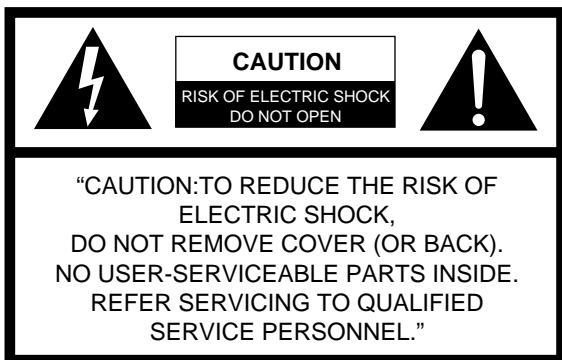 CAUTION
RISK OF ELECTRIC SHOCK
DO NOT OPEN
“CAUTION:TO REDUCE THE RISK OF
ELECTRIC SHOCK,
DO NOT REMOVE COVER (OR BACK).
NO USER-SERVICEABLE PARTS INSIDE.
REFER SERVICING TO QUALIFIED
SERVICE PERSONNEL.”